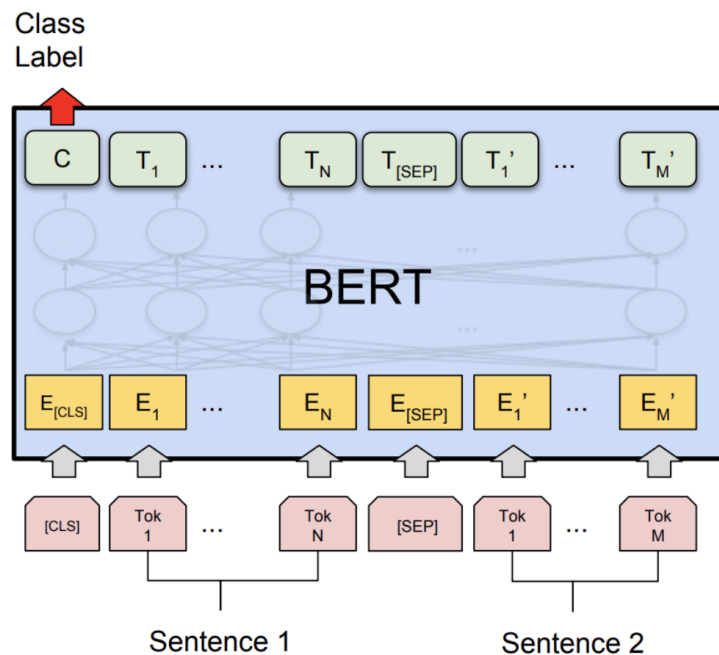 Class
Label
C T1 ... TN T[SEP] T1' ... TM'
...
BERT
...
E[CLS] E1 ... EN E[SEP] E1' ... EM'
[CLS] Tok 1 ... Tok N [SEP] Tok 1 ... Tok M
Sentence 1 Sentence 2